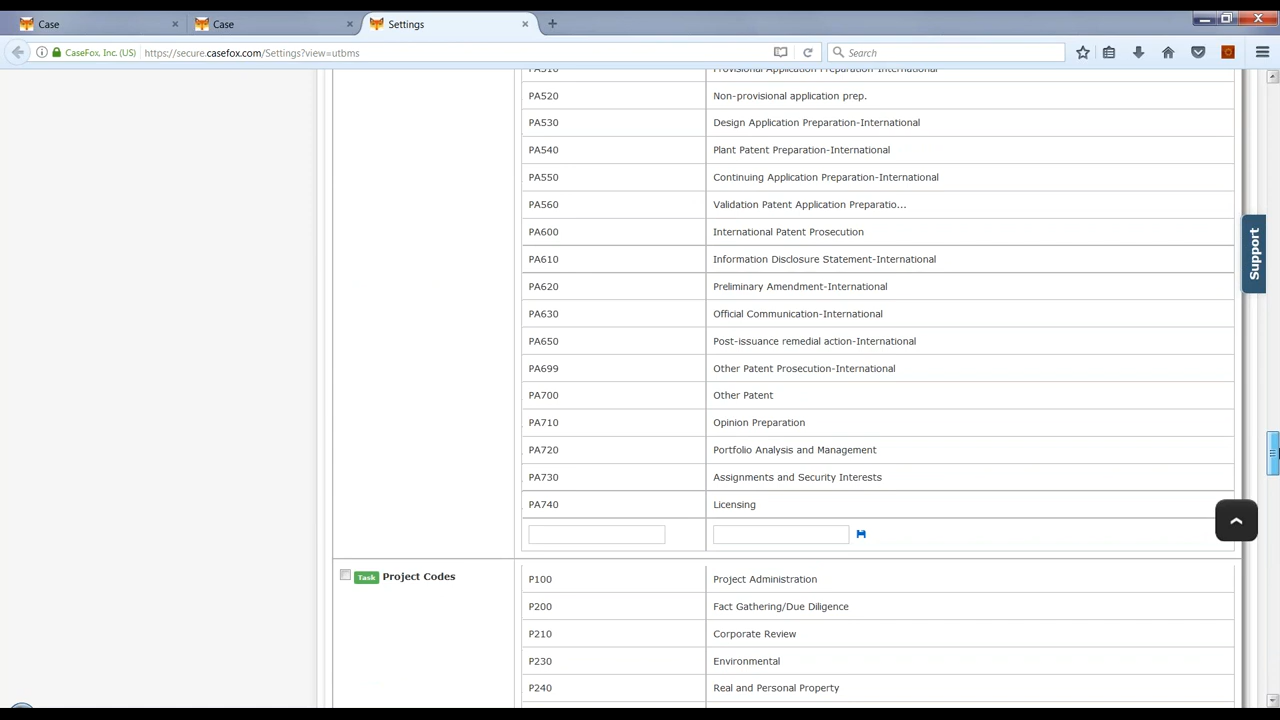 Case
Case
Settings
CaseFox, Inc. (US)
https://secure.casefox.com/Settings?view=utbms
Search
PA510 Provisional Application Preparation-International
PA520 Non-provisional application prep.
PA530 Design Application Preparation-International
PA540 Plant Patent Preparation-International
PA550 Continuing Application Preparation-International
PA560 Validation Patent Application Preparatio...
PA600 International Patent Prosecution
PA610 Information Disclosure Statement-International
PA620 Preliminary Amendment-International
PA630 Official Communication-International
PA650 Post-issuance remedial action-International
PA699 Other Patent Prosecution-International
PA700 Other Patent
PA710 Opinion Preparation
PA720 Portfolio Analysis and Management
PA730 Assignments and Security Interests
PA740 Licensing
Task Project Codes
P100 Project Administration
P200 Fact Gathering/Due Diligence
P210 Corporate Review
P230 Environmental
P240 Real and Personal Property
Support